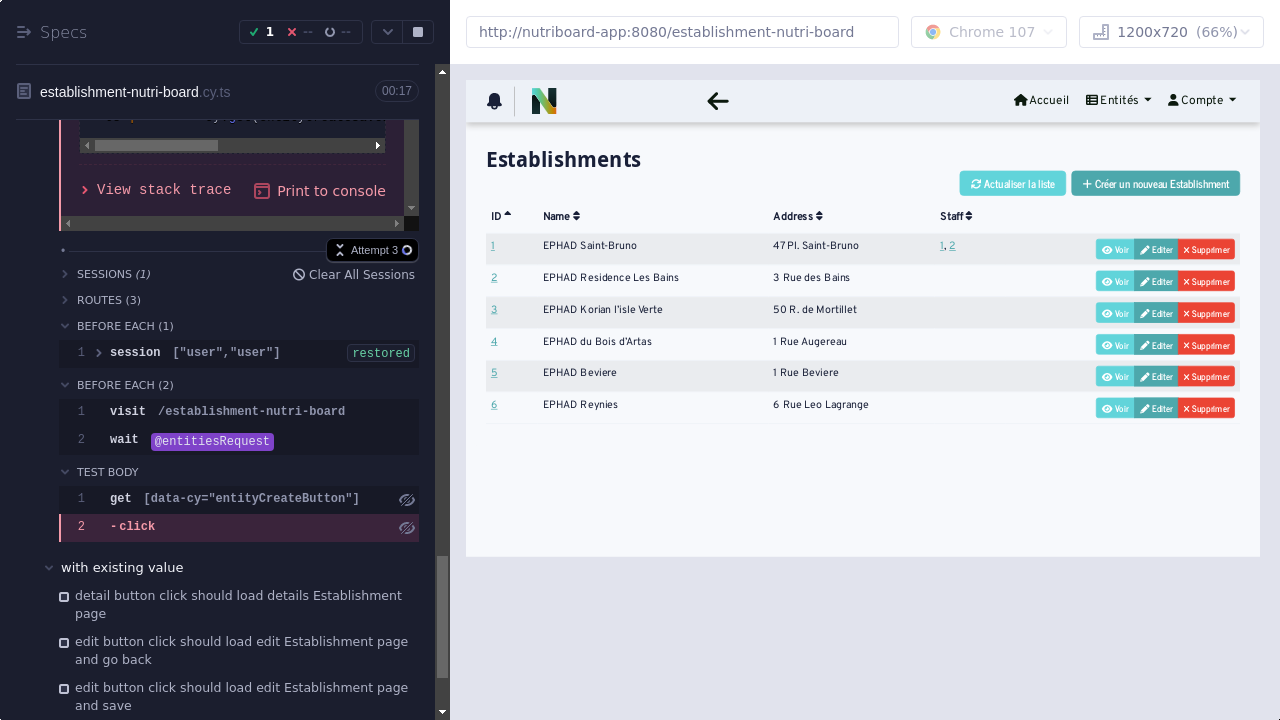 Specs
1
--
--
http://nutriboard-app:8080/establishment-nutri-board
Chrome 107
1200x720 (66%)
establishment-nutri-board.cy.ts
00:17
View stack trace
Print to console
Attempt 3
SESSIONS (1)
Clear All Sessions
ROUTES (3)
BEFORE EACH (1)
1 session ["user","user"] restored
BEFORE EACH (2)
1 visit /establishment-nutri-board
2 wait @entitiesRequest
TEST BODY
1 get [data-cy="entityCreateButton"]
2 -click
with existing value
detail button click should load details Establishment
page
edit button click should load edit Establishment page
and go back
edit button click should load edit Establishment page
and save
Accueil Entités Compte
Establishments
Actualiser la liste
Créer un nouveau Establishment
ID Name Address Staff
1 EPHAD Saint-Bruno 47 Pl. Saint-Bruno 1, 2 Voir Editer Supprimer
2 EPHAD Residence Les Bains 3 Rue des Bains Voir Editer Supprimer
3 EPHAD Korian l'isle Verte 50 R. de Mortillet Voir Editer Supprimer
4 EPHAD du Bois d'Artas 1 Rue Augereau Voir Editer Supprimer
5 EPHAD Beviere 1 Rue Beviere Voir Editer Supprimer
6 EPHAD Reynies 6 Rue Leo Lagrange Voir Editer Supprimer